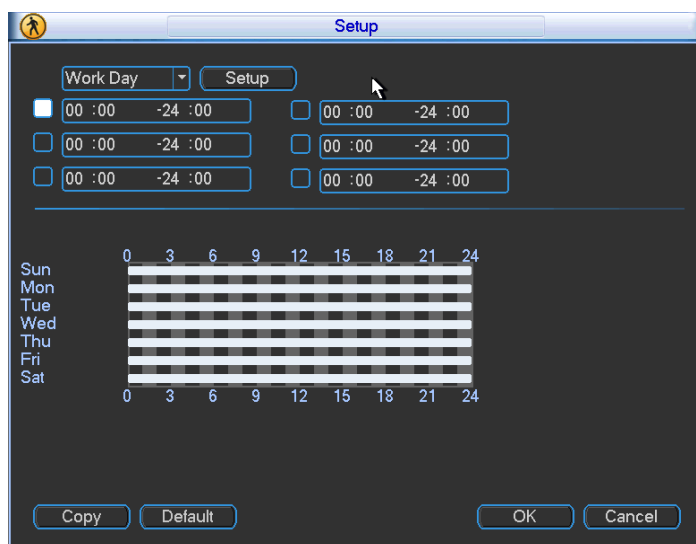 Setup
Work Day Setup
00 :00 -24 :00 00 :00 -24 :00
00 :00 -24 :00 00 :00 -24 :00
00 :00 -24 :00 00 :00 -24 :00
0 3 6 9 12 15 18 21 24
Sun
Mon
Tue
Wed
Thu
Fri
Sat
0 3 6 9 12 15 18 21 24
Copy Default OK Cancel